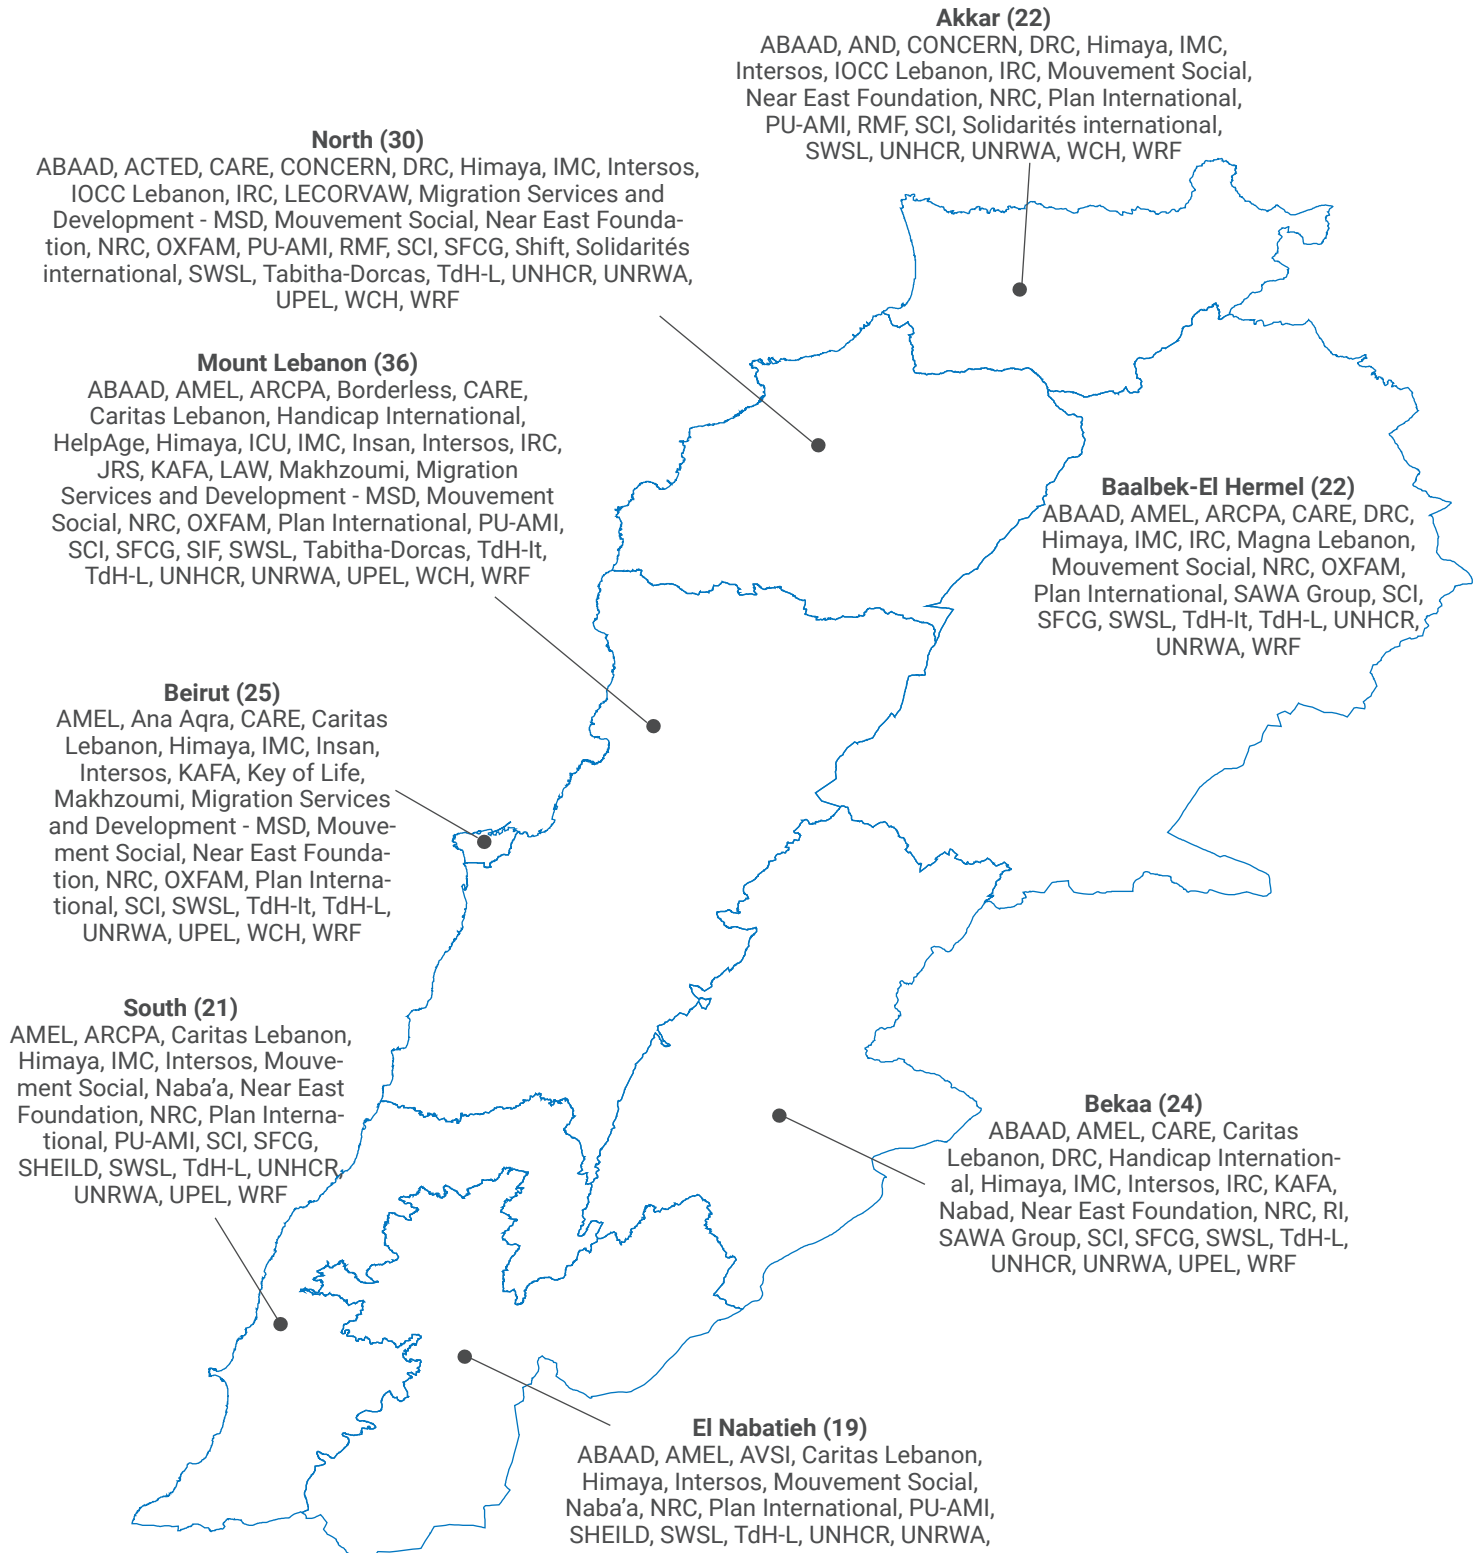 Akkar (22)
ABAAD, AND, CONCERN, DRC, Himaya, IMC,
Intersos, IOCC Lebanon, IRC, Mouvement Social,
Near East Foundation, NRC, Plan International,
PU-AMI, RMF, SCI, Solidarités international,
SWSL, UNHCR, UNRWA, WCH, WRF
North (30)
ABAAD, ACTED, CARE, CONCERN, DRC, Himaya, IMC, Intersos,
IOCC Lebanon, IRC, LECORVAW, Migration Services and
Development - MSD, Mouvement Social, Near East Founda-
tion, NRC, OXFAM, PU-AMI, RMF, SCI, SFCG, Shift, Solidarités
international, SWSL, Tabitha-Dorcas, TdH-L, UNHCR, UNRWA,
UPEL, WCH, WRF
Mount Lebanon (36)
ABAAD, AMEL, ARCPA, Borderless, CARE,
Caritas Lebanon, Handicap International,
HelpAge, Himaya, ICU, IMC, Insan, Intersos, IRC,
JRS, KAFA, LAW, Makhzoumi, Migration
Services and Development - MSD, Mouvement
Social, NRC, OXFAM, Plan International, PU-AMI,
SCI, SFCG, SIF, SWSL, Tabitha-Dorcas, TdH-It,
TdH-L, UNHCR, UNRWA, UPEL, WCH, WRF
Baalbek-El Hermel (22)
ABAAD, AMEL, ARCPA, CARE, DRC,
Himaya, IMC, IRC, Magna Lebanon,
Mouvement Social, NRC, OXFAM,
Plan International, SAWA Group, SCI,
SFCG, SWSL, TdH-It, TdH-L, UNHCR,
UNRWA, WRF
Beirut (25)
AMEL, Ana Aqra, CARE, Caritas
Lebanon, Himaya, IMC, Insan,
Intersos, KAFA, Key of Life,
Makhzoumi, Migration Services
and Development - MSD, Mouve-
ment Social, Near East Founda-
tion, NRC, OXFAM, Plan Interna-
tional, SCI, SWSL, TdH-It, TdH-L,
UNRWA, UPEL, WCH, WRF
South (21)
AMEL, ARCPA, Caritas Lebanon,
Himaya, IMC, Intersos, Mouve-
ment Social, Naba’a, Near East
Foundation, NRC, Plan Interna-
tional, PU-AMI, SCI, SFCG,
SHEILD, SWSL, TdH-L, UNHCR,
UNRWA, UPEL, WRF
Bekaa (24)
ABAAD, AMEL, CARE, Caritas
Lebanon, DRC, Handicap Internation-
al, Himaya, IMC, Intersos, IRC, KAFA,
Nabad, Near East Foundation, NRC, RI,
SAWA Group, SCI, SFCG, SWSL, TdH-L,
UNHCR, UNRWA, UPEL, WRF
El Nabatieh (19)
ABAAD, AMEL, AVSI, Caritas Lebanon,
Himaya, Intersos, Mouvement Social,
Naba’a, NRC, Plan International, PU-AMI,
SHEILD, SWSL, TdH-L, UNHCR, UNRWA,